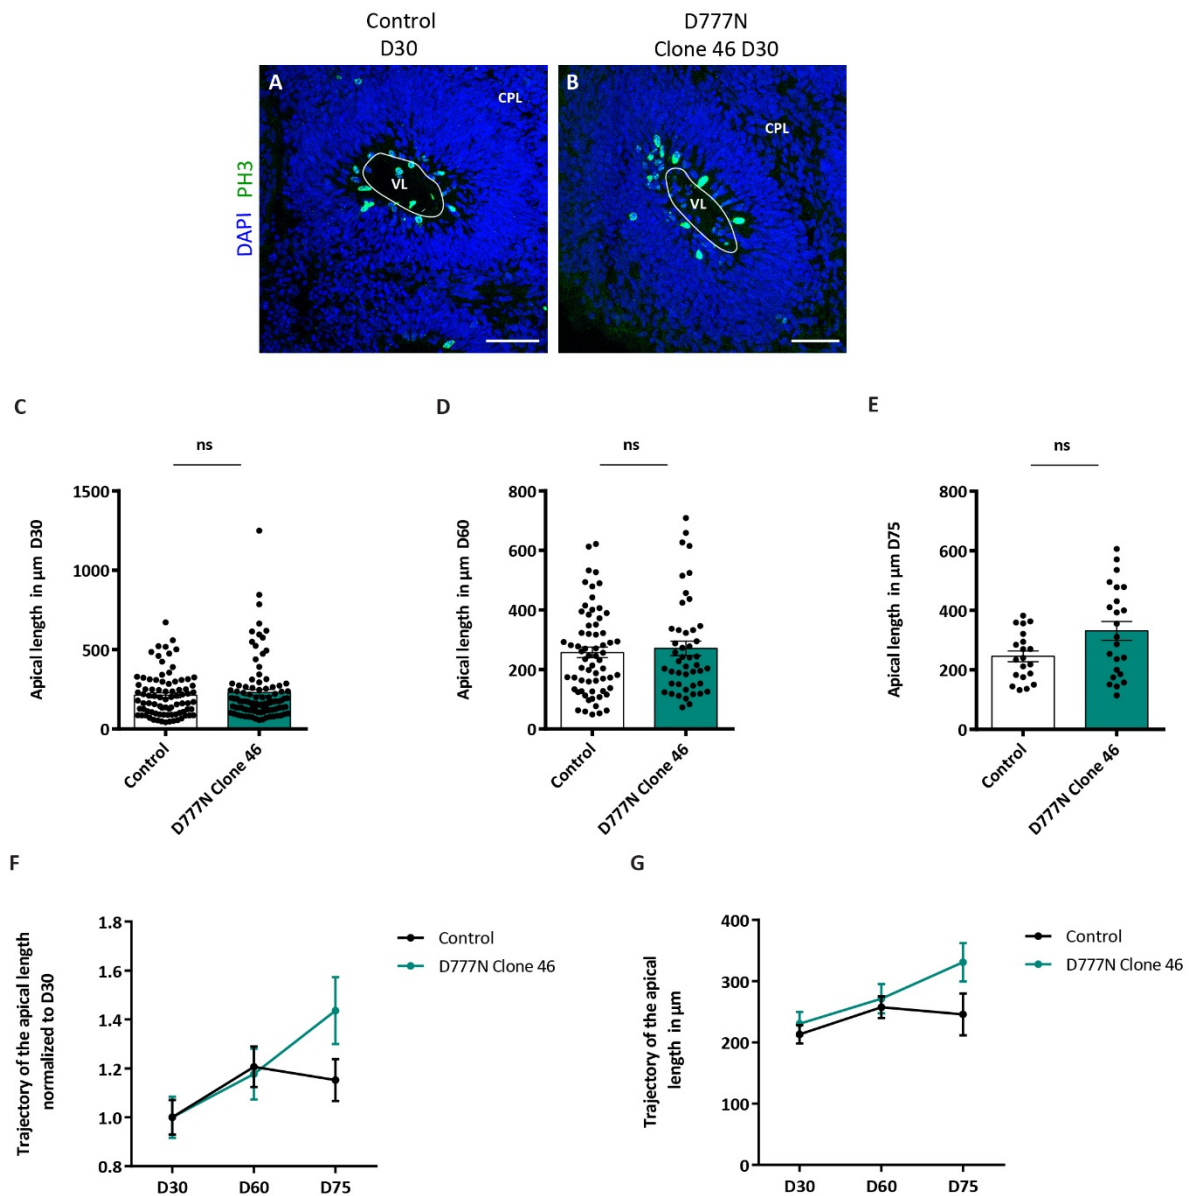 Control
D30
D777N
Clone 46 D30
A
CPL
VL
B
CPL
VL
DAPI PH3
C
D
E
ns
ns
ns
Apical length in µm D30
1500
1000
500
0
Control
D777N Clone 46
Apical length in µm D60
800
600
400
200
0
Control
D777N Clone 46
Apical length in µm D75
800
600
400
200
0
Control
D777N Clone 46
F
G
Trajectory of the apical length
normalized to D30
1.8
1.6
1.4
1.2
1.0
0.8
D30
D60
D75
Control
D777N Clone 46
Trajectory of the apical
length in µm
400
300
200
100
0
D30
D60
D75
Control
D777N Clone 46